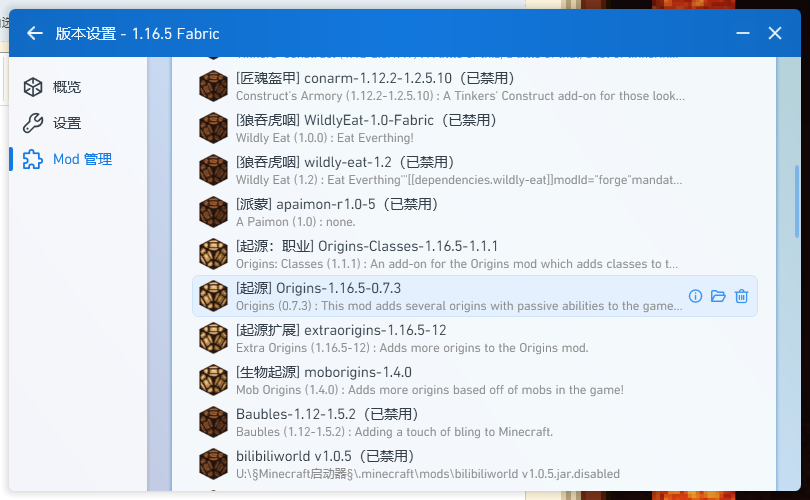 版本设置 - 1.16.5 Fabric
概览
设置
Mod 管理
[匠魂盔甲] conarm-1.12.2-1.2.5.10（已禁用）
Construct's Armory (1.12.2-1.2.5.10) : A Tinkers' Construct add-on for those look...
[狼吞虎咽] WildlyEat-1.0-Fabric（已禁用）
Wildly Eat (1.0.0) : Eat Everthing!
[狼吞虎咽] wildly-eat-1.2（已禁用）
Wildly Eat (1.2) : Eat Everthing'''[[dependencies.wildly-eat]]modId="forge"mandat...
[派蒙] apaimon-r1.0-5（已禁用）
A Paimon (1.0) : none.
[起源：职业] Origins-Classes-1.16.5-1.1.1
Origins: Classes (1.1.1) : An add-on for the Origins mod which adds classes to t...
[起源] Origins-1.16.5-0.7.3
Origins (0.7.3) : This mod adds several origins with passive abilities to the game...
[起源扩展] extraorigins-1.16.5-12
Extra Origins (1.16.5-12) : Adds more origins to the Origins mod.
[生物起源] moborigins-1.4.0
Mob Origins (1.4.0) : Adds more origins based off of mobs in the game!
Baubles-1.12-1.5.2（已禁用）
Baubles (1.12-1.5.2) : Adding a touch of bling to Minecraft.
bilibiliworld v1.0.5（已禁用）
U:\§Minecraft启动器§\.minecraft\mods\bilibiliworld v1.0.5.jar.disabled